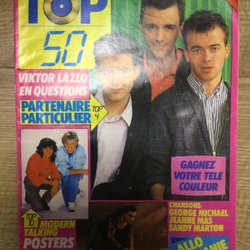 TOP
50
VIKTOR LAZLO
EN QUESTIONS
PARTENAIRE
PARTICULIER
TOP
4
GAGNEZ
VOTRE TELE
COULEUR
MODERN
TALKING
POSTERS
CHANSONS:
GEORGE MICHAEL
JEANNE MAS
SANDY MARTON
ALLO